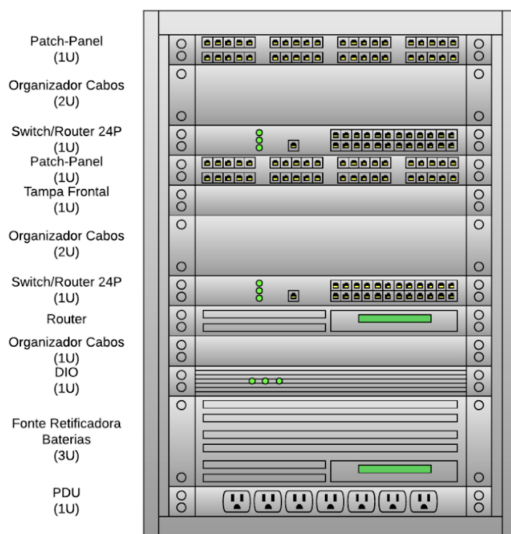 Patch-Panel
(1U)
Organizador Cabos
(2U)
Switch/Router 24P
(1U)
Patch-Panel
(1U)
Tampa Frontal
(1U)
Organizador Cabos
(2U)
Switch/Router 24P
(1U)
Router
Organizador Cabos
(1U)
DIO
(1U)
Fonte Retificadora
Baterias
(3U)
PDU
(1U)